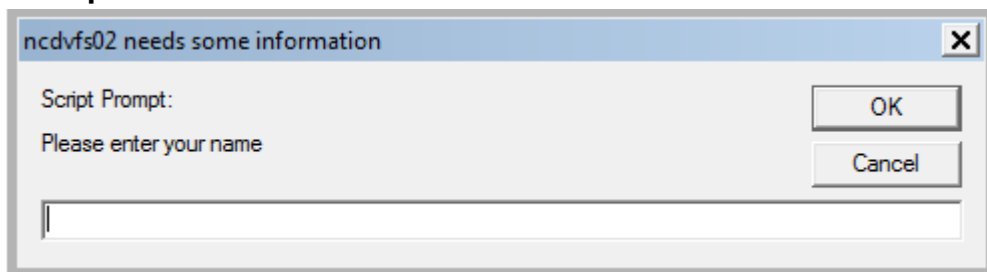 ncdvfs02 needs some information
Script Prompt:
Please enter your name
OK
Cancel